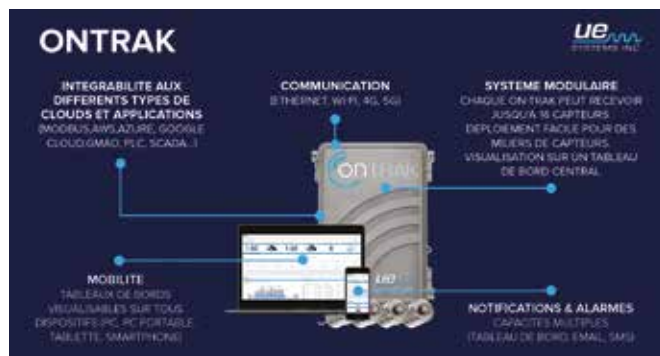 ONTRAK
ue
SYSTEMS INC
INTEGRABILITE AUX
DIFFERENTS TYPES DE
CLOUDS ET APPLICATIONS
(MODBUS,AWS,AZURE, GOOGLE
CLOUD,GMAO, PLC, SCADA...)
COMMUNICATION
(ETHERNET, WI-FI, 4G, 5G)
SYSTEME MODULAIRE
CHAQUE ON-TRAK PEUT RECEVOIR
JUSQU'A 16 CAPTEURS
DEPLOIEMENT FACILE POUR DES
MILIERS DE CAPTEURS
VISUALISATION SUR UN TABLEAU
DE BORD CENTRAL
onTRAK
ue
MOBILITE
TABLEAUX DE BORDS
VISUALISABLES SUR TOUS
DISPOSITIFS (PC, PC PORTABLE
TABLETTE, SMARTPHONE)
NOTIFICATIONS & ALARMES
CAPACITES MULTIPLES
(TABLEAU DE BORD, EMAIL, SMS)